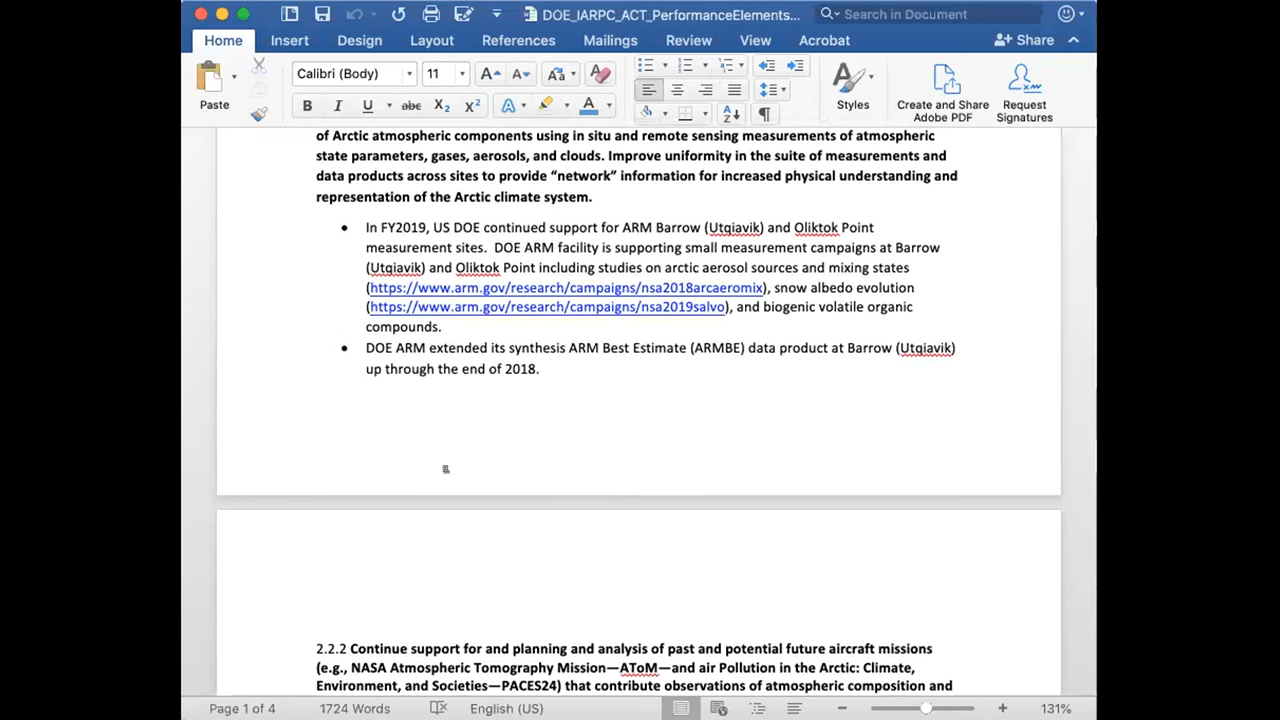 DOE_IARPC_ACT_PerformanceElements...
Search in Document
Home Insert Design Layout References Mailings Review View Acrobat Share
Calibri (Body) 11
Paste
Styles
Create and Share
Adobe PDF
Request
Signatures
B I U abc X2 X2 A A
of Arctic atmospheric components using in situ and remote sensing measurements of atmospheric
state parameters, gases, aerosols, and clouds. Improve uniformity in the suite of measurements and
data products across sites to provide “network” information for increased physical understanding and
representation of the Arctic climate system.
• In FY2019, US DOE continued support for ARM Barrow (Utqiavik) and Oliktok Point
measurement sites. DOE ARM facility is supporting small measurement campaigns at Barrow
(Utqiavik) and Oliktok Point including studies on arctic aerosol sources and mixing states
(https://www.arm.gov/research/campaigns/nsa2018arcaeromix), snow albedo evolution
(https://www.arm.gov/research/campaigns/nsa2019salvo), and biogenic volatile organic
compounds.
• DOE ARM extended its synthesis ARM Best Estimate (ARMBE) data product at Barrow (Utqiavik)
up through the end of 2018.
2.2.2 Continue support for and planning and analysis of past and potential future aircraft missions
(e.g., NASA Atmospheric Tomography Mission—AToM—and air Pollution in the Arctic: Climate,
Environment, and Societies—PACES24) that contribute observations of atmospheric composition and
Page 1 of 4 1724 Words English (US) 131%